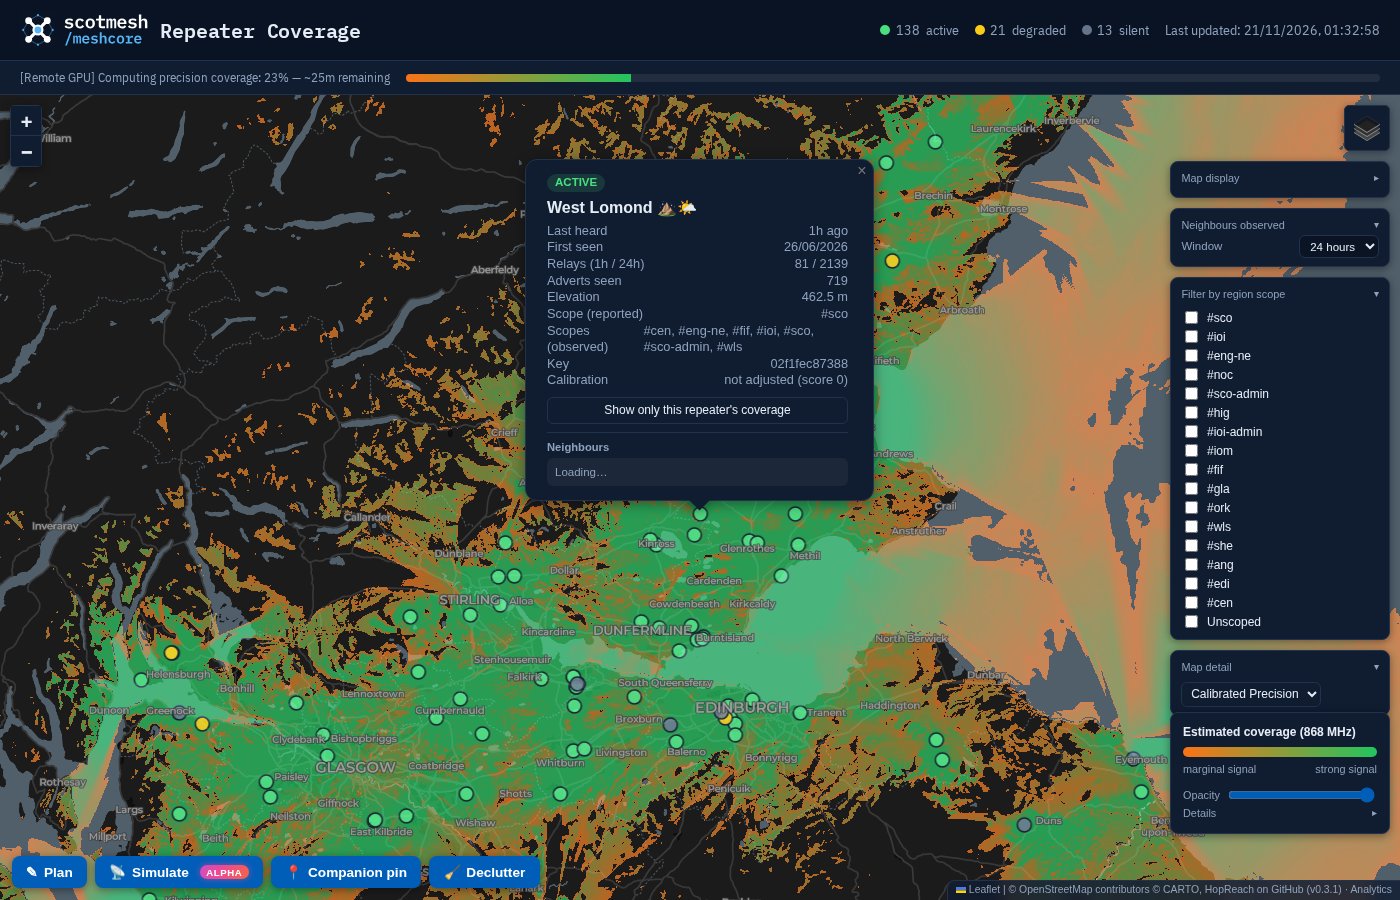 scotmesh
/meshcore
Repeater Coverage
138 active
21 degraded
13 silent
Last updated: 21/11/2026, 01:32:58
[Remote GPU] Computing precision coverage: 23% — ~25m remaining
+
−
Inverbervie
Laurencekirk
Brechin
Montrose
Aberfeldy
Arbroath
Crieff
Callander
Inveraray
Crail
Anstruther
Dunblane
Kinross
Glenrothes
Methil
Dollar
Cardenden
STIRLING
Alloa
Cowdenbeath
Kirkcaldy
Kincardine
DUNFERMLINE
Burntisland
North Berwick
Stenhousemuir
Helensburgh
Falkirk
South Queensferry
Dunbar
Bonhill
Lennoxtown
Dunoon
Greenock
Cumbernauld
EDINBURGH
Tranent
Haddington
Broxburn
Clydebank
Bishopbriggs
Livingston
Balerno
Bonnyrigg
Eyemouth
GLASGOW
Coatbridge
Whitburn
Paisley
Rothesay
Penicuik
Shotts
Giffnock
Largs
Neilston
Wishaw
Duns
East Kilbride
Millport
Beith
×
ACTIVE
West Lomond
Last heard 1h ago
First seen 26/06/2026
Relays (1h / 24h) 81 / 2139
Adverts seen 719
Elevation 462.5 m
Scope (reported) #sco
Scopes (observed) #cen, #eng-ne, #fif, #ioi, #sco,
#sco-admin, #wls
Key 02f1fec87388
Calibration not adjusted (score 0)
Show only this repeater's coverage
Neighbours
Loading…
Map display
Neighbours observed
Window 24 hours
Filter by region scope
#sco
#ioi
#eng-ne
#noc
#sco-admin
#hig
#ioi-admin
#iom
#fif
#gla
#ork
#wls
#she
#ang
#edi
#cen
Unscoped
Map detail
Calibrated Precision
Estimated coverage (868 MHz)
marginal signal strong signal
Opacity
Details
Plan
Simulate ALPHA
Companion pin
Declutter
Leaflet | © OpenStreetMap contributors © CARTO, HopReach on GitHub (v0.3.1) · Analytics